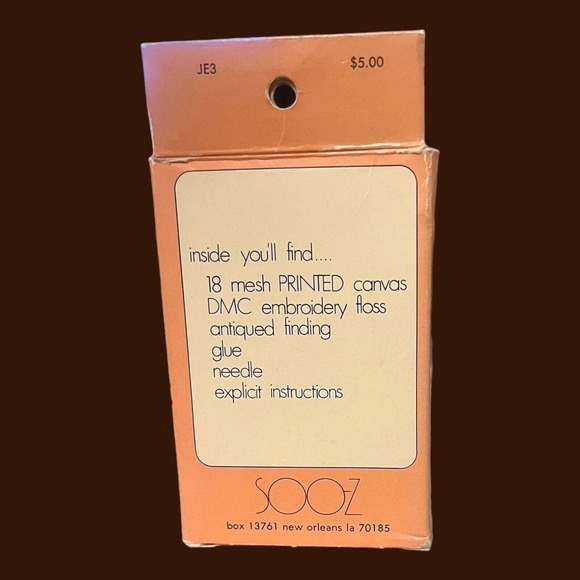 JE3 $5.00
inside you'll find....
18 mesh PRINTED canvas
DMC embroidery floss
antiqued finding
glue
needle
explicit instructions
SOO-Z
box 13761 new orleans la 70185